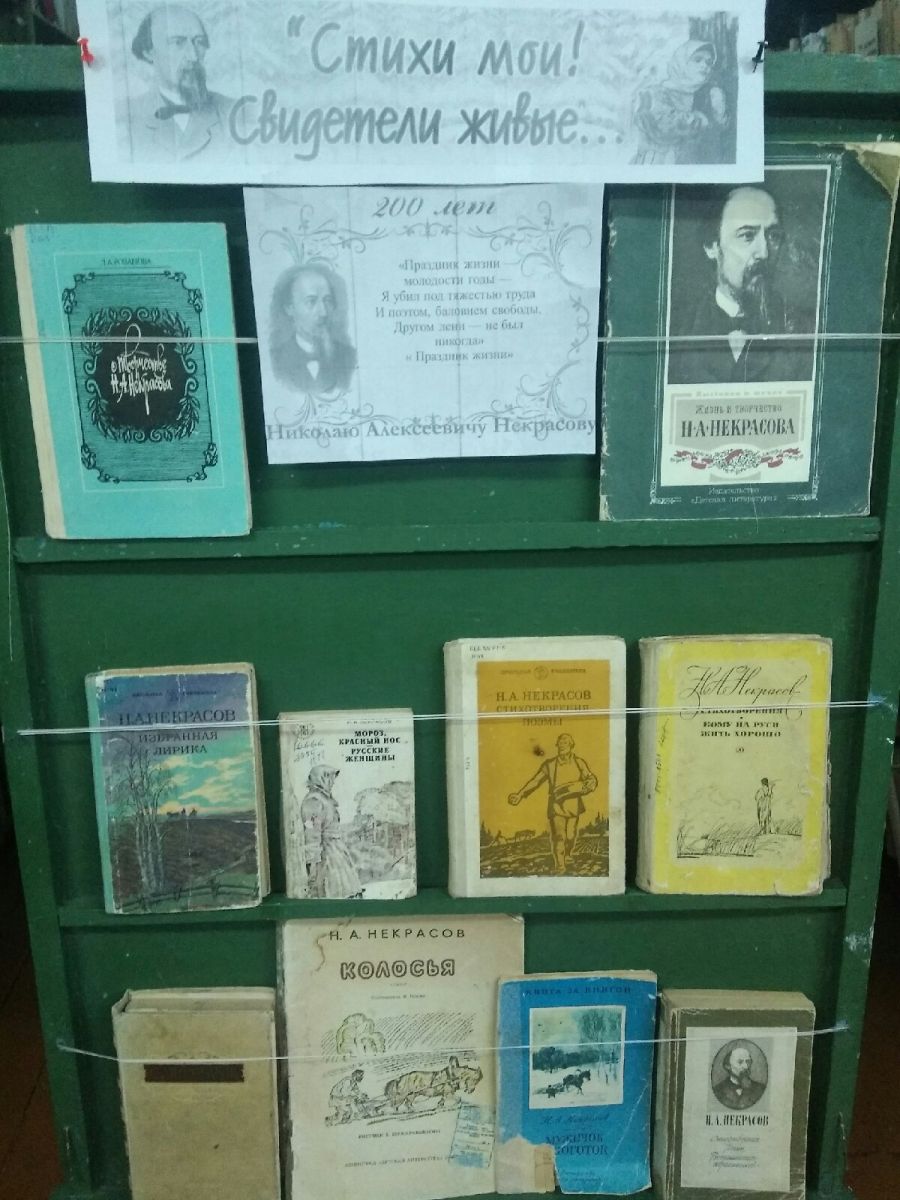 "Стихи мои!
Свидетели живые...
200 лет
«Праздник жизни —
молодости годы —
Я убил под тяжестью труда
И поэтом, баловнем свободы,
Другом лени — не был
никогда»
« Праздник жизни»
Николаю Алексеевичу Некрасову
Творчестве
Н.А.Некрасова
Жизнь и творчество
Н·А·НЕКРАСОВА
Издательство
«Детская литература»
Н.А.НЕКРАСОВ
ИЗБРАННАЯ
ЛИРИКА
МОРОЗ,
КРАСНЫЙ НОС
РУССКИЕ
ЖЕНЩИНЫ
Н.А. НЕКРАСОВ
СТИХОТВОРЕНИЯ
ПОЭМЫ
Н.А.Некрасов
СТИХОТВОРЕНИЯ
КОМУ НА РУСИ
ЖИТЬ ХОРОШО
Н. А. НЕКРАСОВ
КОЛОСЬЯ
КНИГА ЗА КНИГОЙ
Н.А.Некрасов
МУЖИЧОК
НОГОТОК
Н.А.НЕКРАСОВ